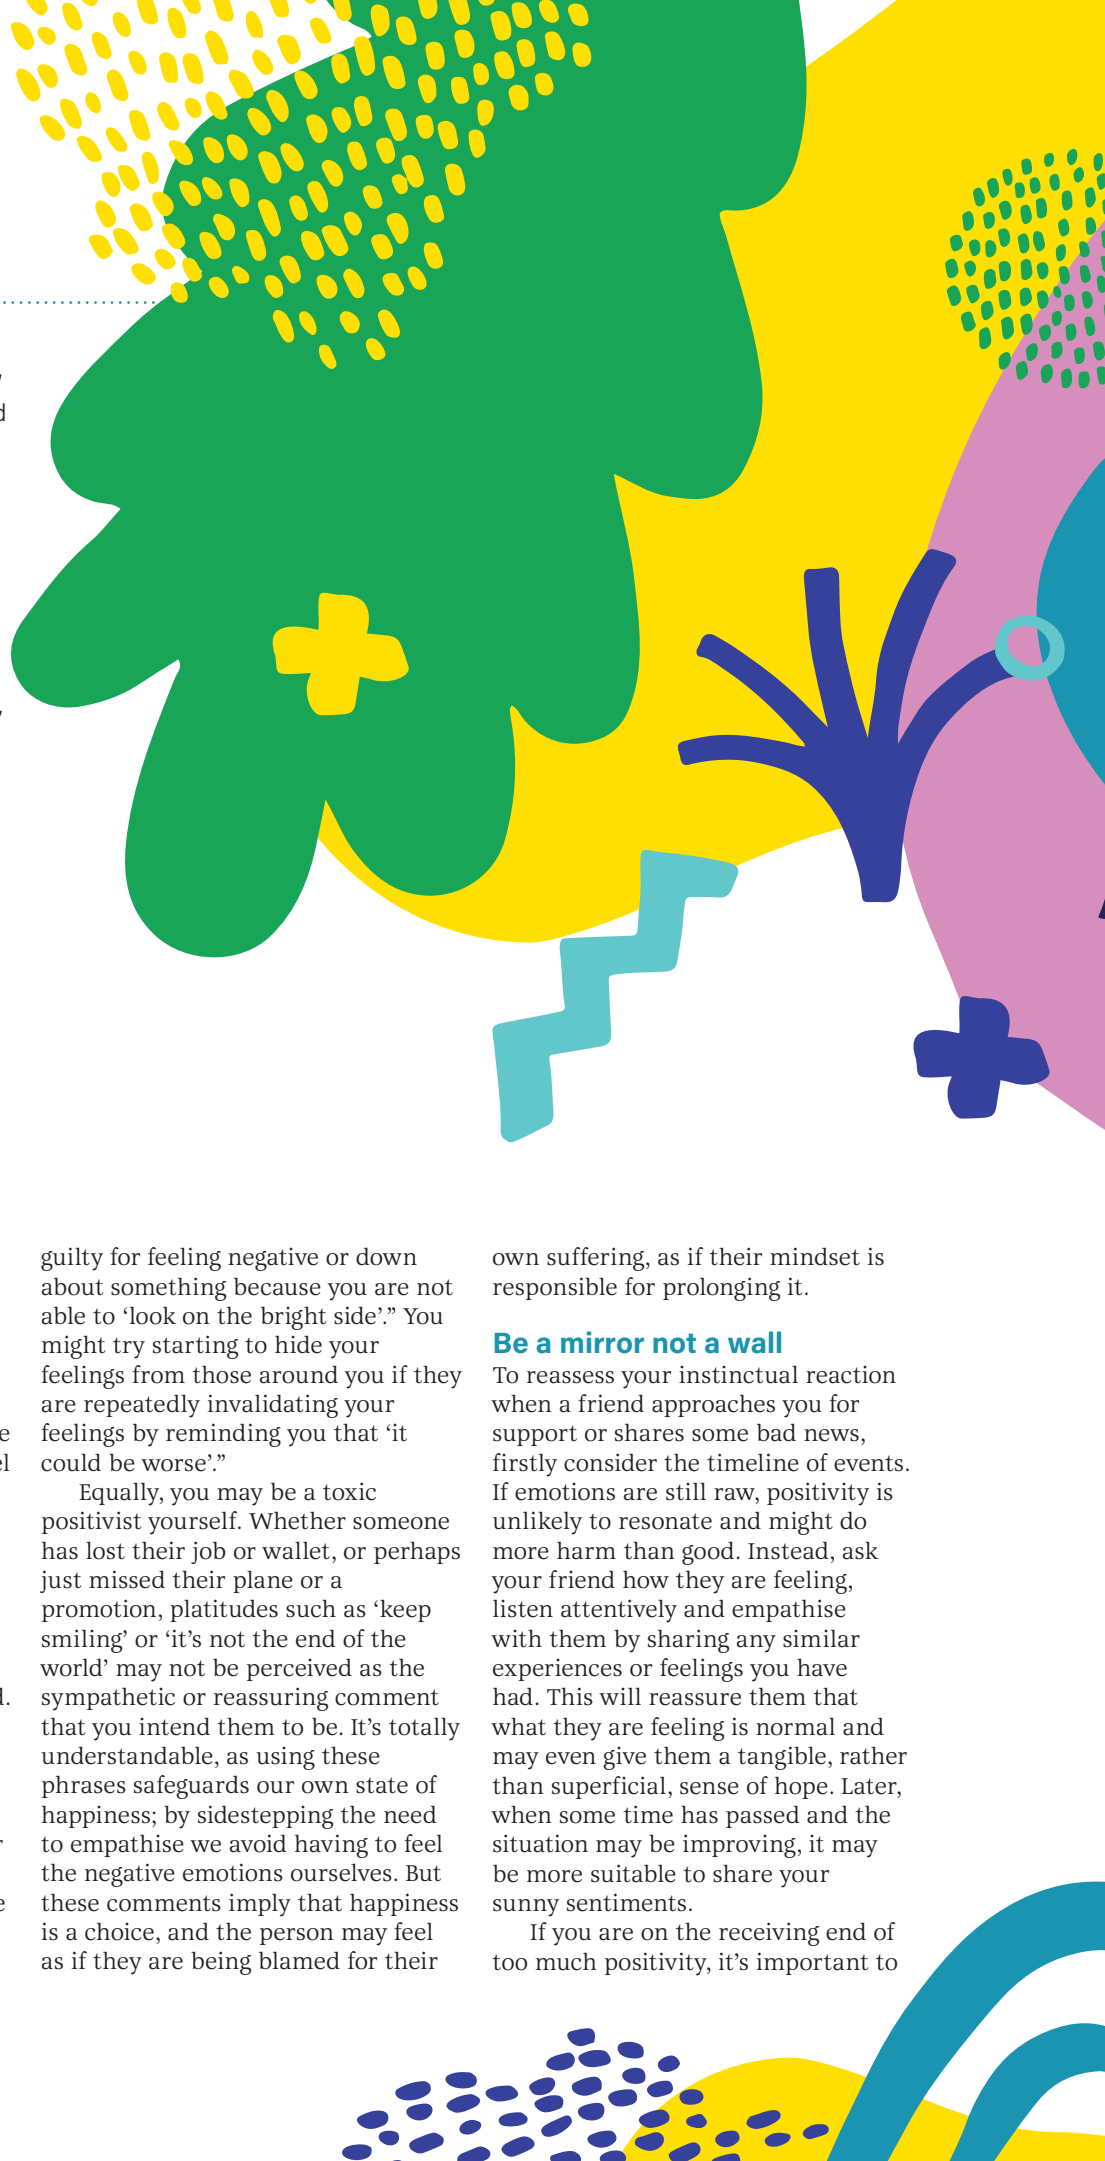 guilty for feeling negative or down
about something because you are not
able to ‘look on the bright side’.” You
might try starting to hide your
feelings from those around you if they
are repeatedly invalidating your
feelings by reminding you that ‘it
could be worse’.”
Equally, you may be a toxic
positivist yourself. Whether someone
has lost their job or wallet, or perhaps
just missed their plane or a
promotion, platitudes such as ‘keep
smiling’ or ‘it’s not the end of the
world’ may not be perceived as the
sympathetic or reassuring comment
that you intend them to be. It’s totally
understandable, as using these
phrases safeguards our own state of
happiness; by sidestepping the need
to empathise we avoid having to feel
the negative emotions ourselves. But
these comments imply that happiness
is a choice, and the person may feel
as if they are being blamed for their
own suffering, as if their mindset is
responsible for prolonging it.
Be a mirror not a wall
To reassess your instinctual reaction
when a friend approaches you for
support or shares some bad news,
firstly consider the timeline of events.
If emotions are still raw, positivity is
unlikely to resonate and might do
more harm than good. Instead, ask
your friend how they are feeling,
listen attentively and empathise
with them by sharing any similar
experiences or feelings you have
had. This will reassure them that
what they are feeling is normal and
may even give them a tangible, rather
than superficial, sense of hope. Later,
when some time has passed and the
situation may be improving, it may
be more suitable to share your
sunny sentiments.
If you are on the receiving end of
too much positivity, it’s important to